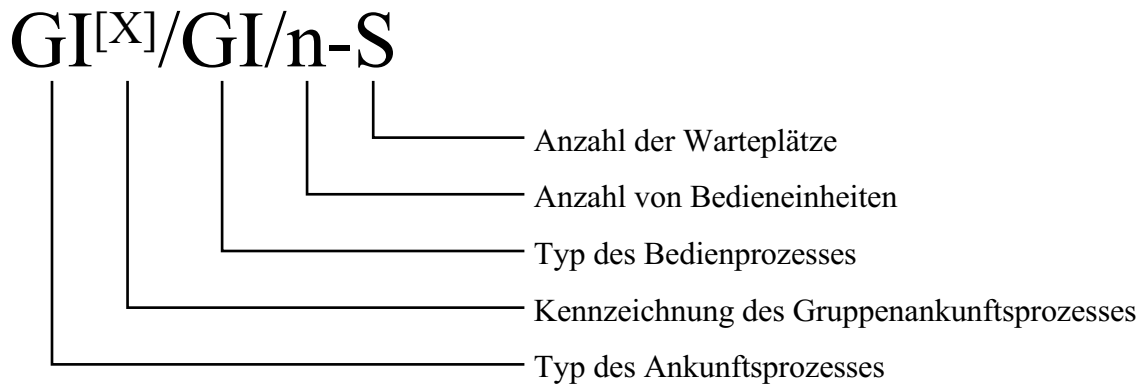 GI[X]/GI/n-S
Anzahl der Warteplätze
Anzahl von Bedieneinheiten
Typ des Bedienprozesses
Kennzeichnung des Gruppenankunftsprozesses
Typ des Ankunftsprozesses